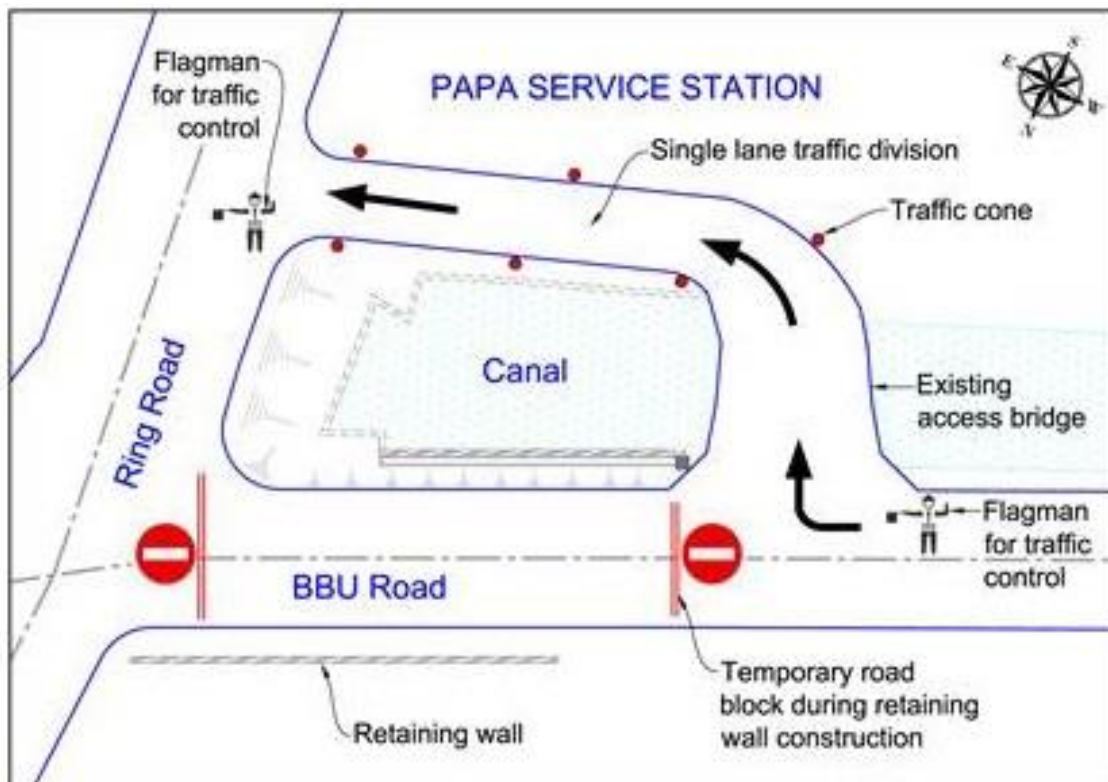 Flagman
for traffic
control
PAPA SERVICE STATION
S
E
W
N
Single lane traffic division
Traffic cone
Canal
Existing
access bridge
Ring Road
Flagman
for traffic
control
BBU Road
Temporary road
block during retaining
wall construction
Retaining wall